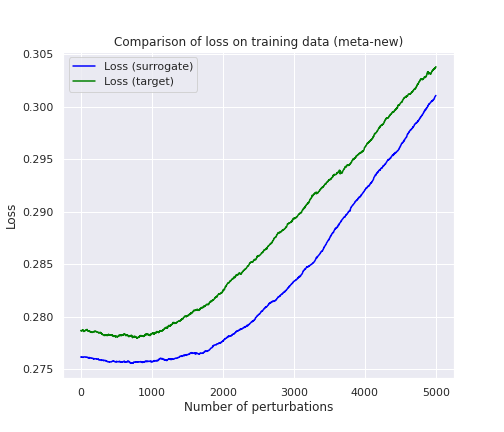 Comparison of loss on training data (meta-new)
Loss (surrogate)
Loss (target)
0.305
0.300
0.295
0.290
0.285
0.280
0.275
Loss
0 1000 2000 3000 4000 5000
Number of perturbations